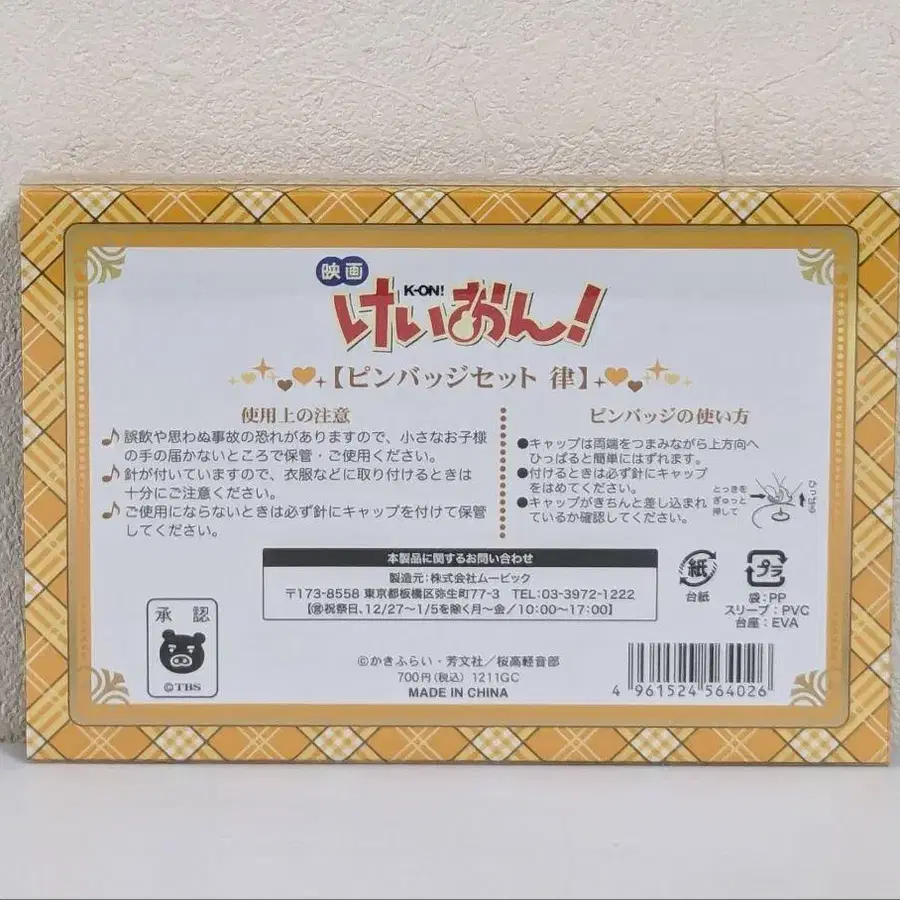 映画
K-ON!
けいおん!
【ピンバッジセット 律】
使用上の注意
♪誤飲や思わぬ事故の恐れがありますので、小さなお子様
の手の届かないところで保管・ご使用ください。
♪針が付いていますので、衣服などに取り付けるときは
十分にご注意ください。
♪ご使用にならないときは必ず針にキャップを付けて保管
してください。
ピンバッジの使い方
●キャップは両端をつまみながら上方向へ
ひっぱると簡単にはずれます。
●付けるときは必ず針にキャップ
をはめてください。
●キャップがきちんと差し込まれ
ているか確認してください。
とっきを
ぎゅっと
押して
ひっぱる
本製品に関するお問い合わせ
製造元:株式会社ムービック
〒173-8558 東京都板橋区弥生町77-3 TEL:03-3972-1222
【㊗祝祭日、12/27~1/5を除く月~金/10:00~17:00】
紙
台紙
プラ
袋:PP
スリーブ:PVC
台座:EVA
承認
©TBS
©かきふらい・芳文社/桜高軽音部
700円(税込) 1211GC
MADE IN CHINA
4 961524 564026